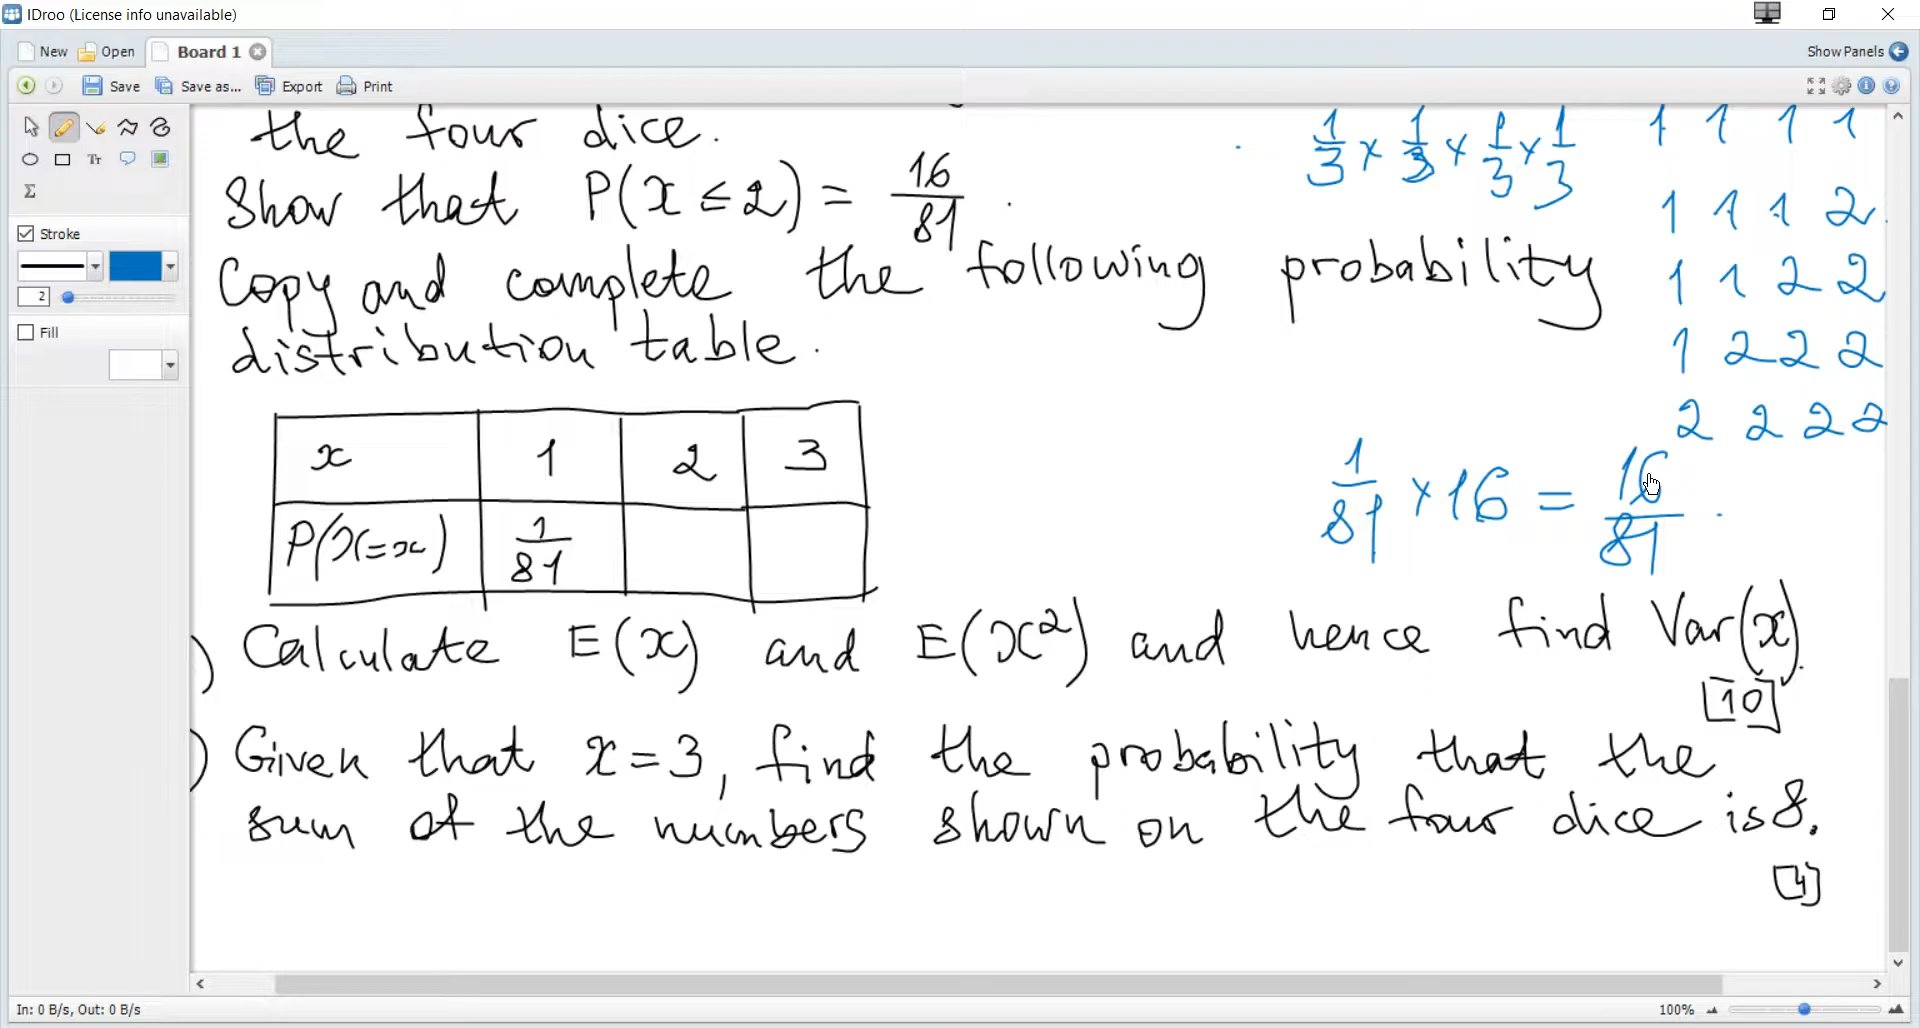 IDroo (License info unavailable)
New Open Board 1 Show Panels
Save Save as... Export Print
the four dice.
Show that P(x ≤ 2) = 16/81.
Copy and complete the following probability
distribution table.
x 1 2 3
P(X=x) 1/81
) Calculate E(x) and E(x²) and hence find Var(x).
[10]
) Given that x = 3, find the probability that the
sum of the numbers shown on the four dice is 8.
[4]
1/3 × 1/3 × 1/3 × 1/3
1 1 1 1
1 1 1 2
1 1 2 2
1 2 2 2
2 2 2 2
1/81 × 16 = 16/81.
Tr
Σ
Stroke
2
Fill
In: 0 B/s, Out: 0 B/s
100%